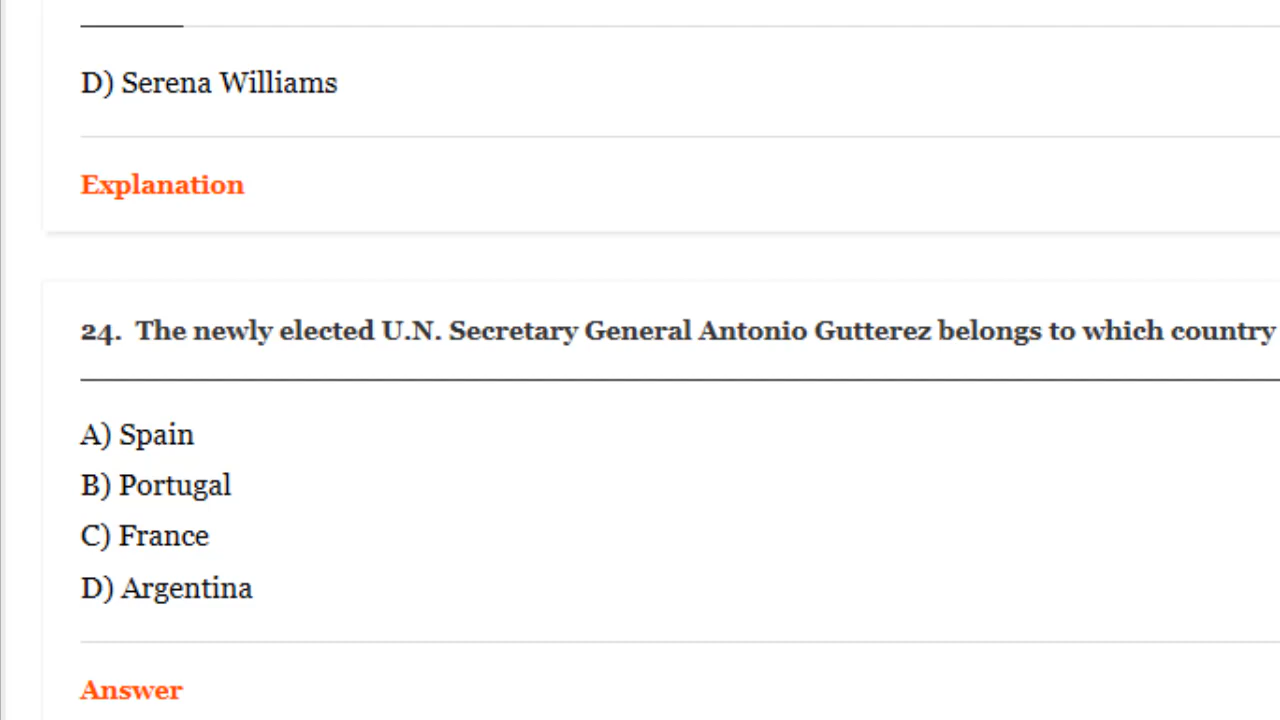 D) Serena Williams
Explanation
24. The newly elected U.N. Secretary General Antonio Gutterez belongs to which country
A) Spain
B) Portugal
C) France
D) Argentina
Answer